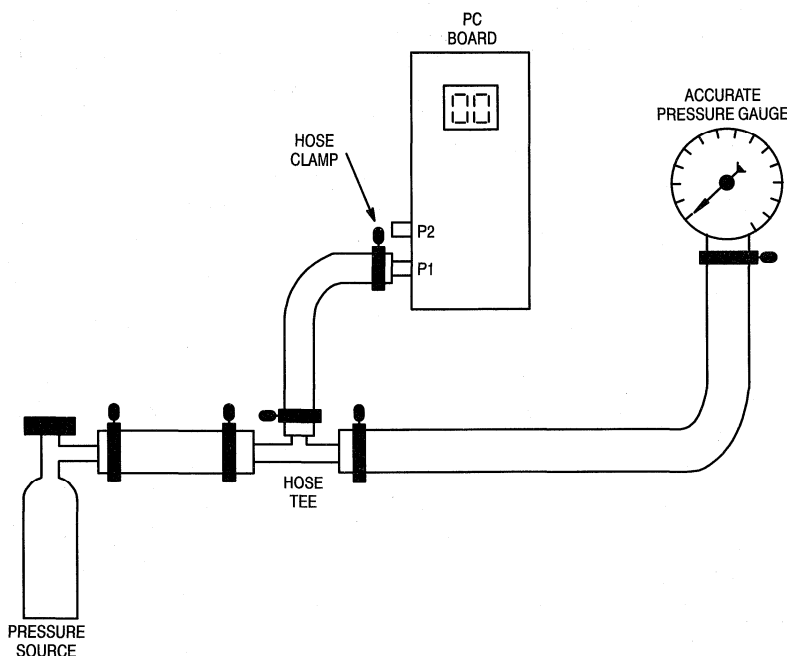 PC
BOARD
00
ACCURATE
PRESSURE GAUGE
HOSE
CLAMP
P2
P1
HOSE
TEE
PRESSURE
SOURCE